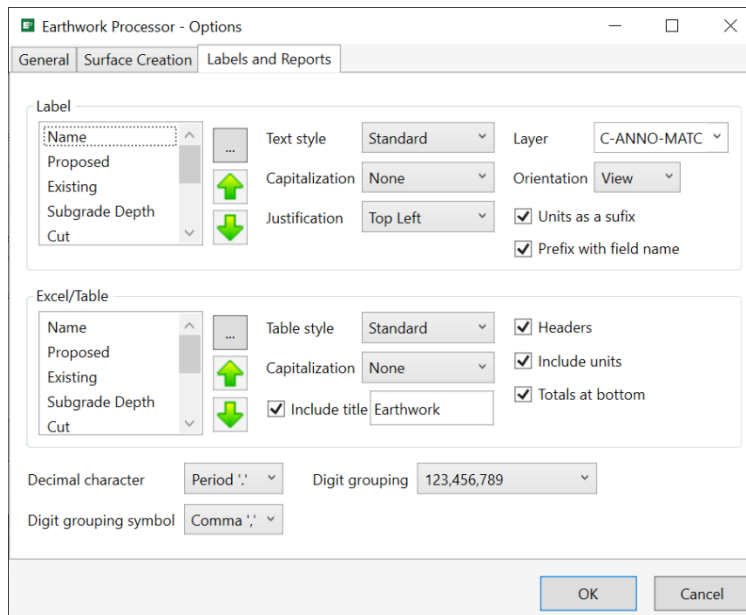 Earthwork Processor - Options
General Surface Creation Labels and Reports
Label
Name
Proposed
Existing
Subgrade Depth
Cut
...
Text style Standard
Capitalization None
Justification Top Left
Layer C-ANNO-MATC
Orientation View
Units as a sufix
Prefix with field name
Excel/Table
Name
Proposed
Existing
Subgrade Depth
Cut
...
Table style Standard
Capitalization None
Include title Earthwork
Headers
Include units
Totals at bottom
Decimal character Period '.' Digit grouping 123,456,789
Digit grouping symbol Comma ','
OK Cancel